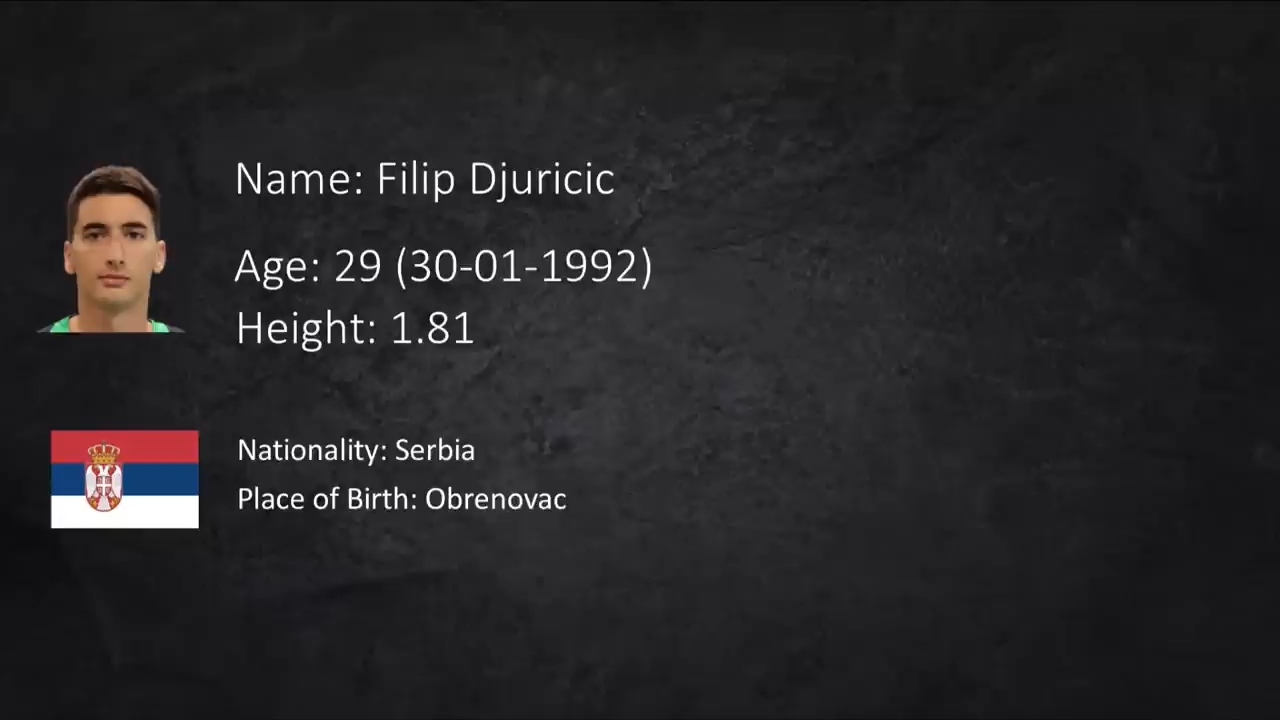 Name: Filip Djuricic
Age: 29 (30-01-1992)
Height: 1.81
Nationality: Serbia
Place of Birth: Obrenovac